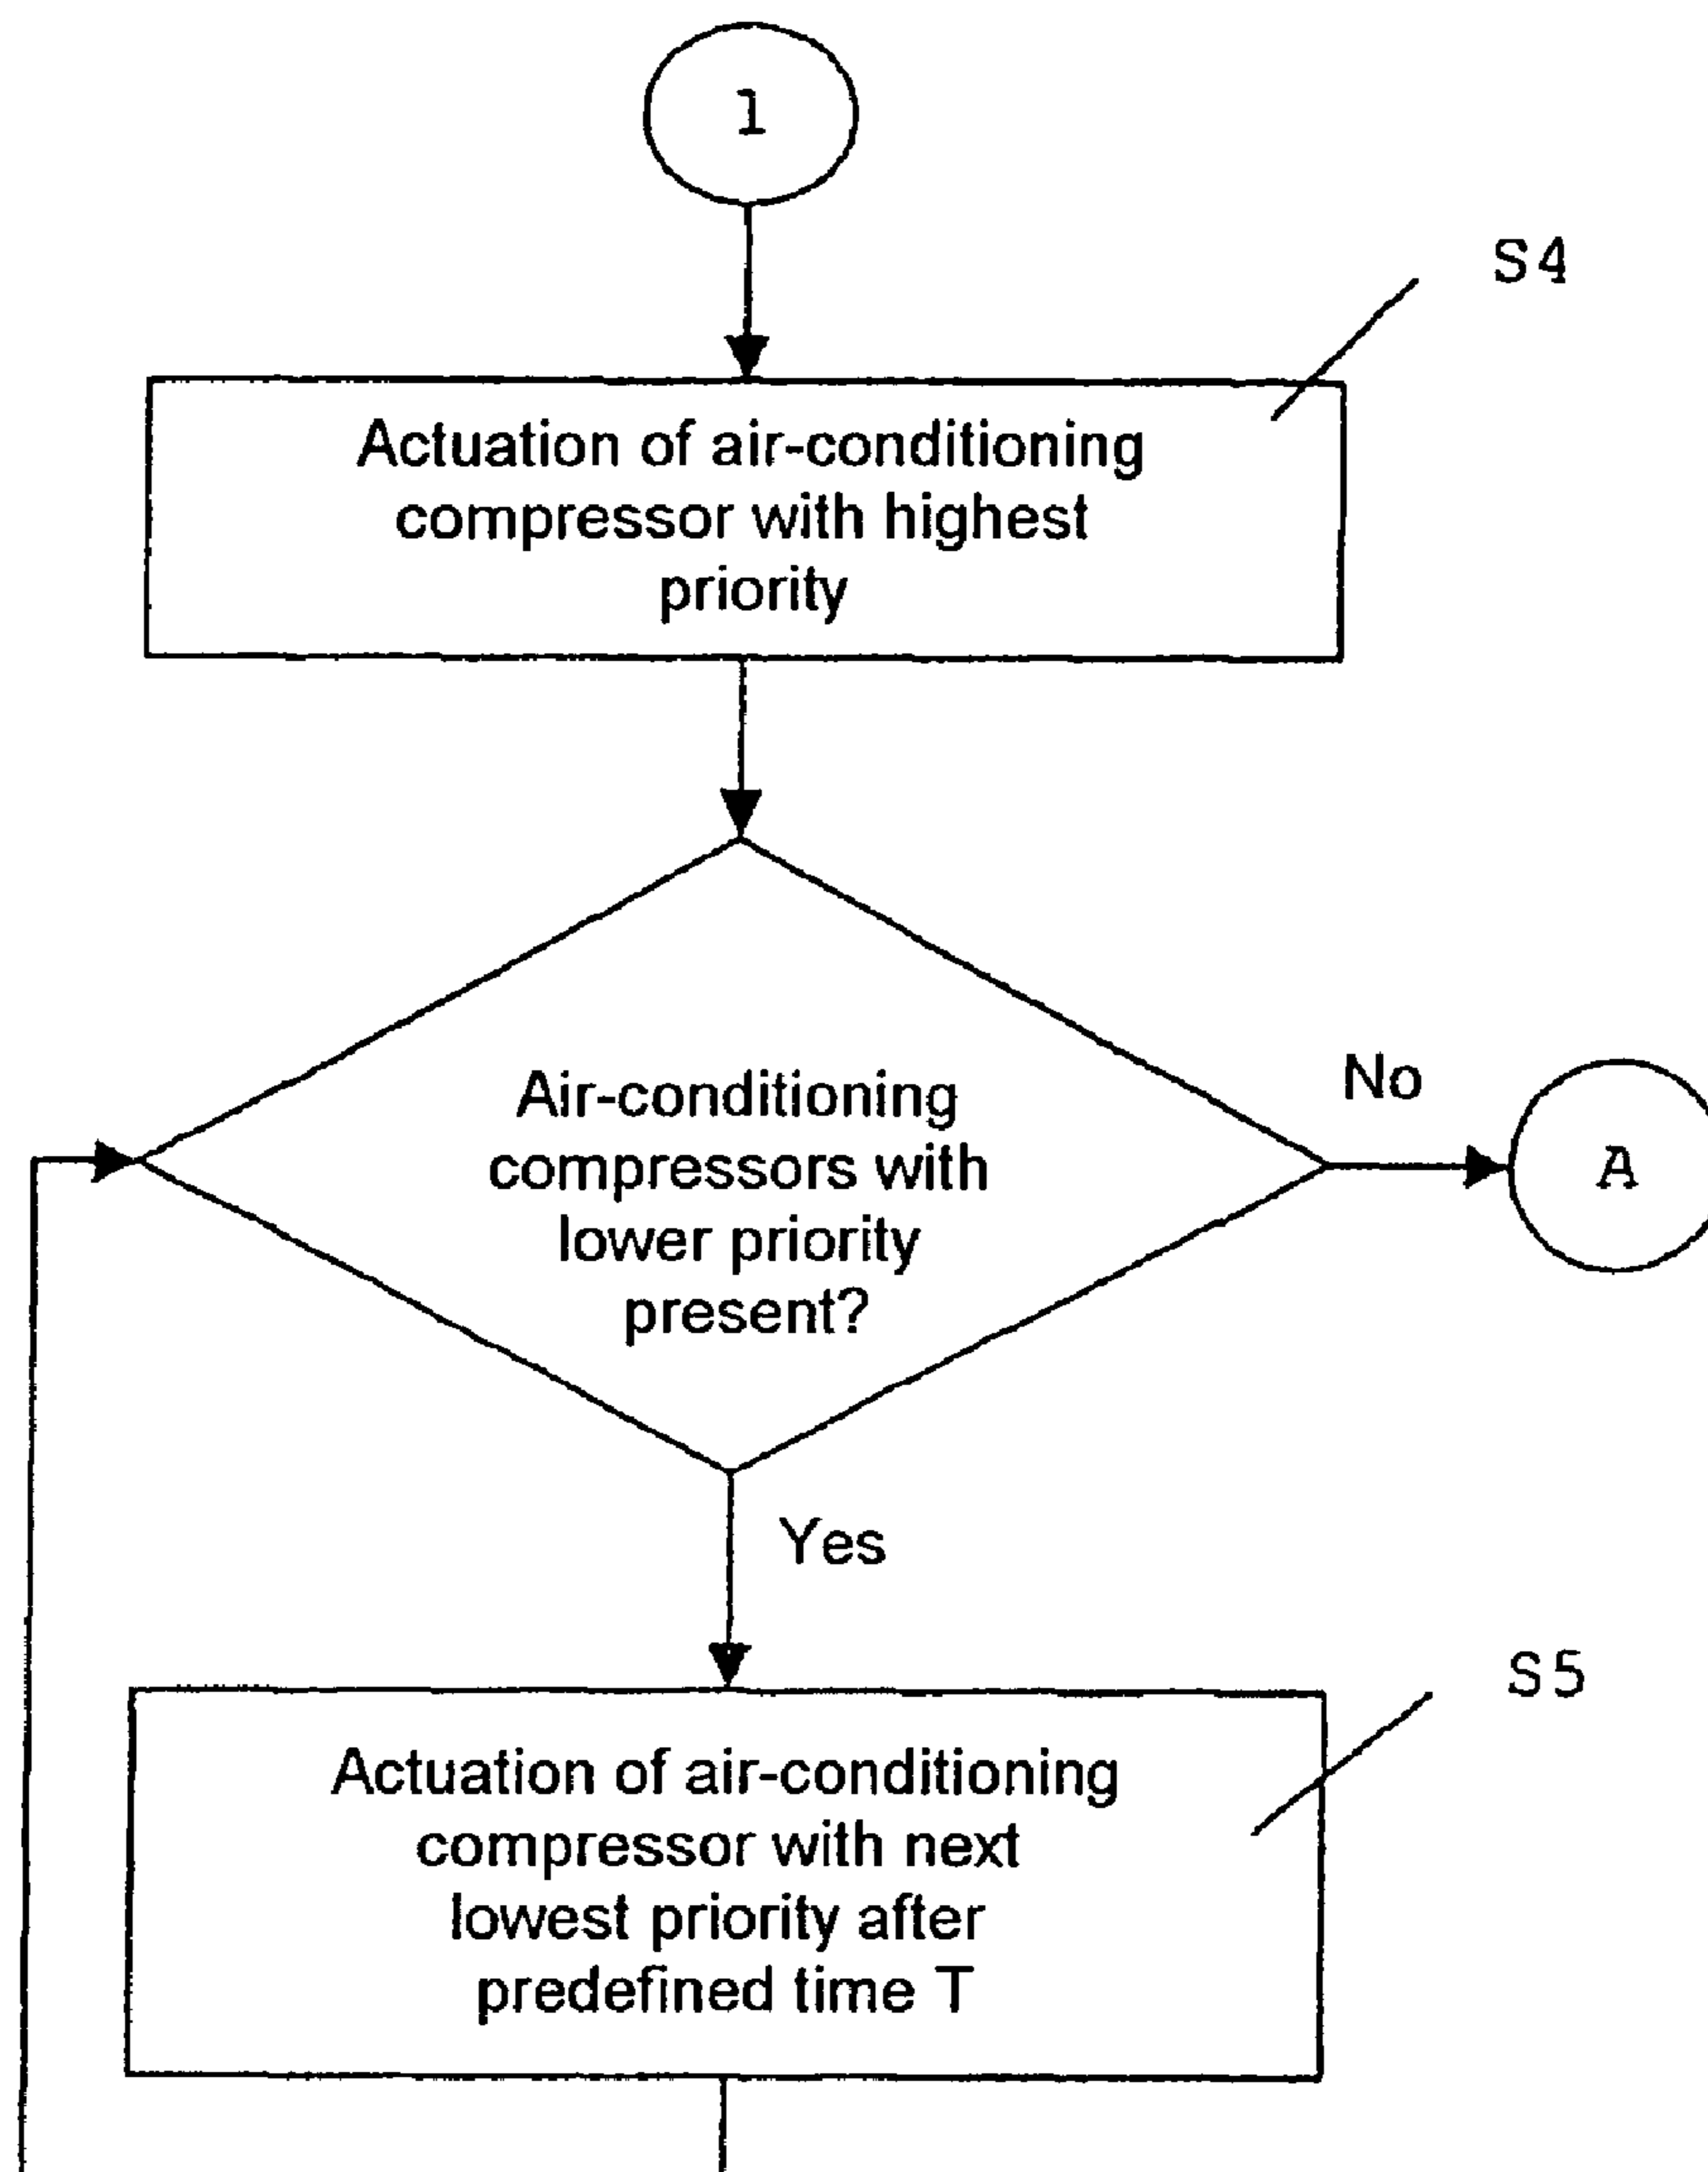 1
S4
Actuation of air-conditioning
compressor with highest
priority
Air-conditioning
compressors with
lower priority
present?
No
A
Yes
S5
Actuation of air-conditioning
compressor with next
lowest priority after
predefined time T